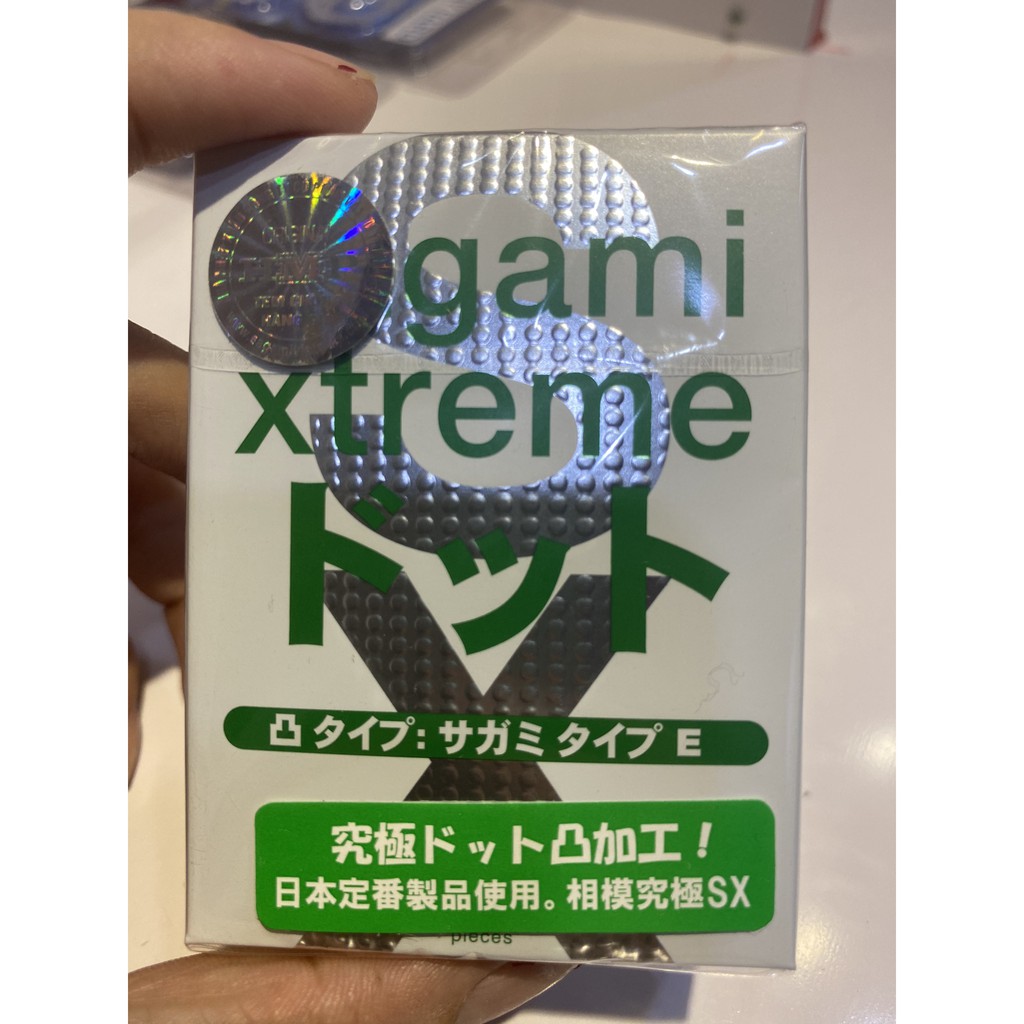 gami
xtreme
ドット
凸タイプ: サガミ タイプ E
究極ドット凸加工!
日本定番製品使用。相模究極SX
pieces